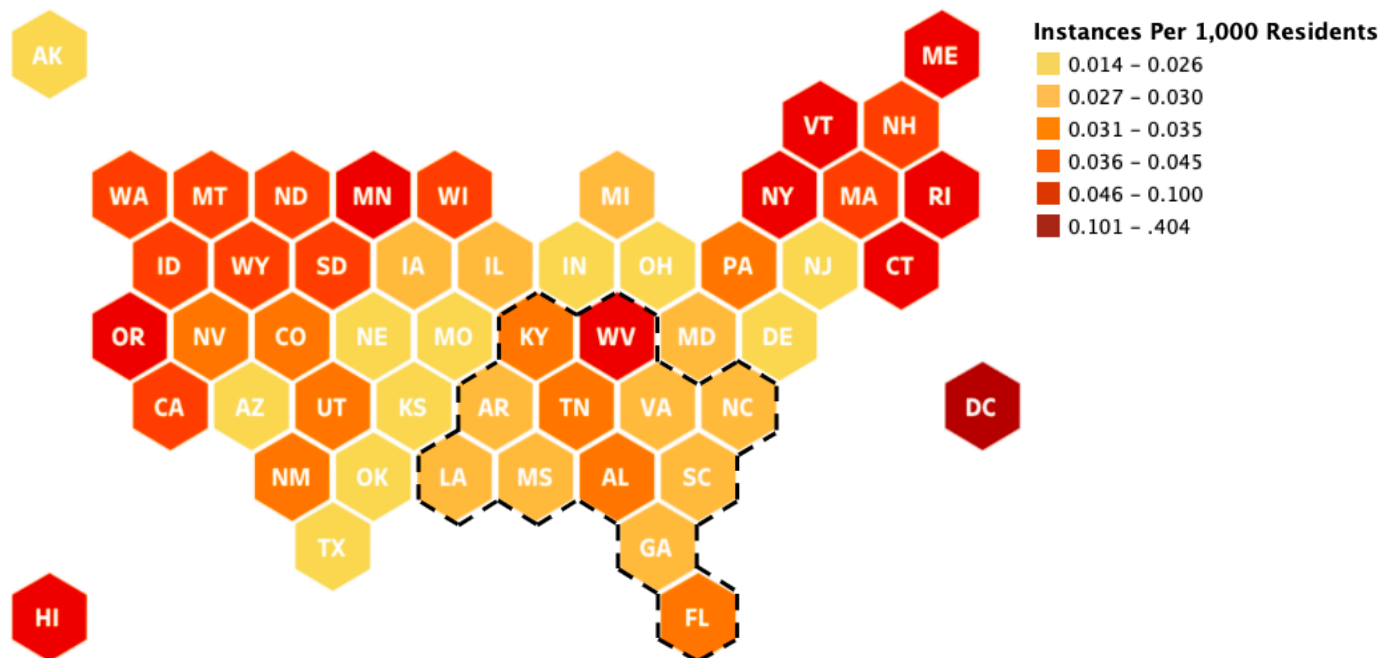 Instances Per 1,000 Residents
0.014 – 0.026
0.027 – 0.030
0.031 – 0.035
0.036 – 0.045
0.046 – 0.100
0.101 – .404
AK ME
VT NH
WA MT ND MN WI MI NY MA RI
ID WY SD IA IL IN OH PA NJ CT
OR NV CO NE MO KY WV MD DE
CA AZ UT KS AR TN VA NC DC
NM OK LA MS AL SC
TX GA
HI FL